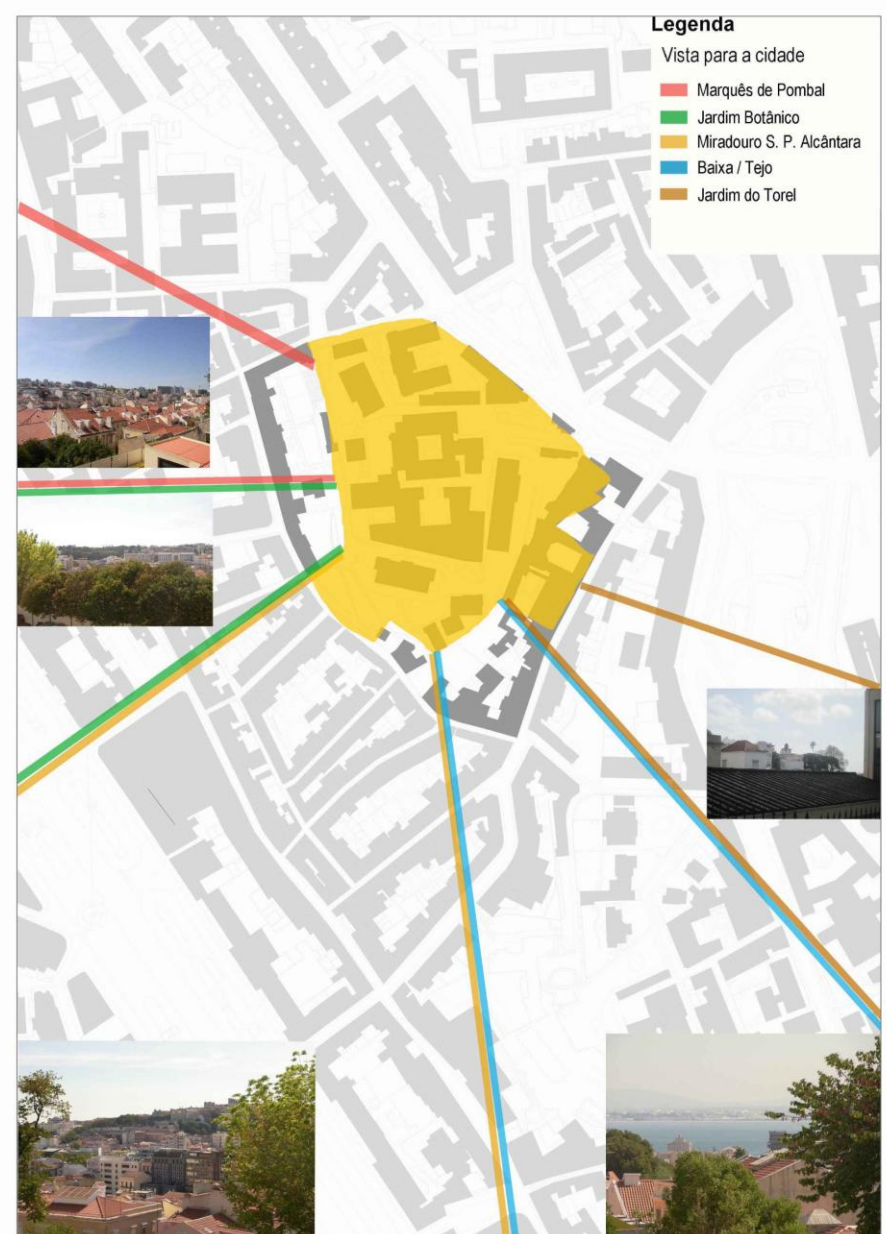 Legenda
Vista para a cidade
Marquês de Pombal
Jardim Botânico
Miradouro S. P. Alcântara
Baixa / Tejo
Jardim do Torel